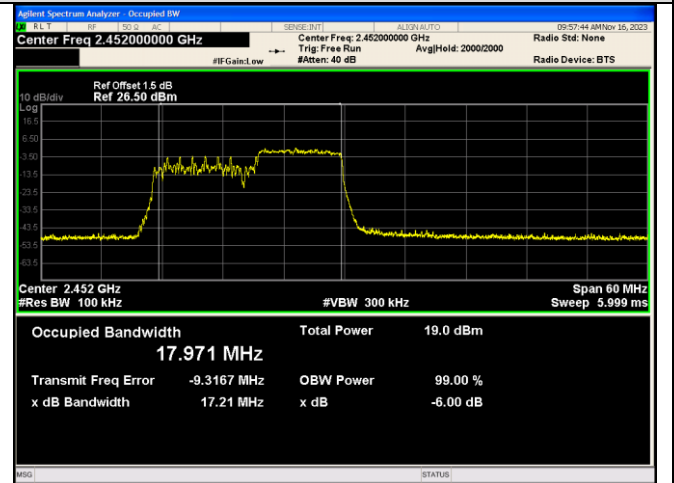 Agilent Spectrum Analyzer - Occupied BW
RLT RF 50 Ω AC SENSE:INT ALIGN AUTO 09:57:44 AM Nov 16, 2023
Center Freq 2.452000000 GHz Center Freq: 2.452000000 GHz Radio Std: None
Trig: Free Run Avg|Hold: 2000/2000
#IFGain:Low #Atten: 40 dB Radio Device: BTS
Ref Offset 1.5 dB
10 dB/div Ref 26.50 dBm
Log
16.5
6.50
-3.50
-13.5
-23.5
-33.5
-43.5
-53.5
-63.5
Center 2.452 GHz Span 60 MHz
#Res BW 100 kHz #VBW 300 kHz Sweep 5.999 ms
Occupied Bandwidth Total Power 19.0 dBm
17.971 MHz
Transmit Freq Error -9.3167 MHz OBW Power 99.00 %
x dB Bandwidth 17.21 MHz x dB -6.00 dB
MSG STATUS